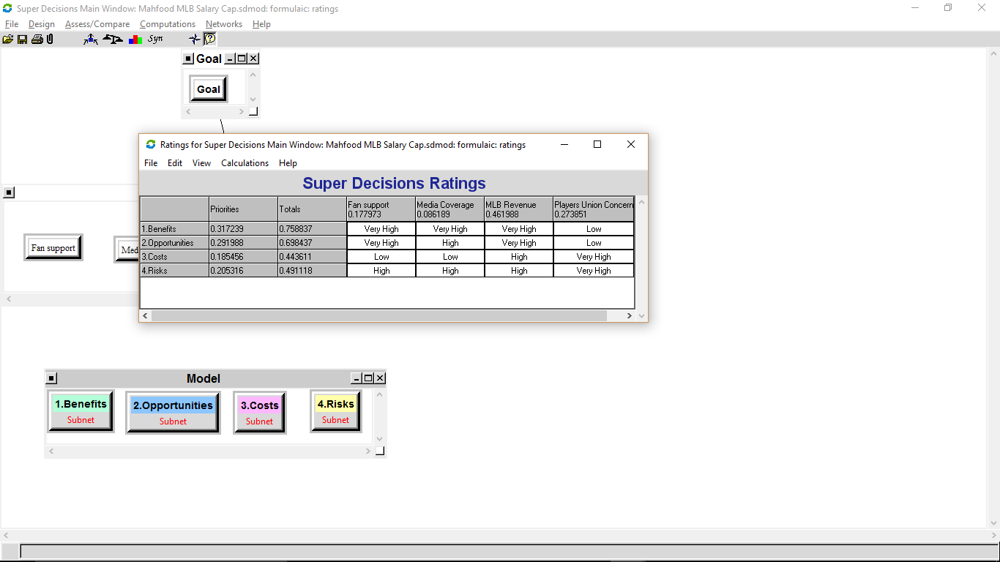 Super Decisions Main Window: Mahfood MLB Salary Cap.sdmod: formulaic: ratings
File Design Assess/Compare Computations Networks Help
Syn
Goal
Goal
Ratings for Super Decisions Main Window: Mahfood MLB Salary Cap.sdmod: formulaic: ratings
File Edit View Calculations Help
Super Decisions Ratings
Priorities Totals Fan support 0.177973 Media Coverage 0.086189 MLB Revenue 0.461988 Players Union Concern 0.273851
1.Benefits 0.317239 0.758837 Very High Very High Very High Low
2.Opportunities 0.291988 0.698437 Very High High Very High Low
3.Costs 0.185456 0.443611 Low Low High Very High
4.Risks 0.205316 0.491118 High High High Very High
Fan support
Med
Model
1.Benefits 2.Opportunities 3.Costs 4.Risks
Subnet Subnet Subnet Subnet